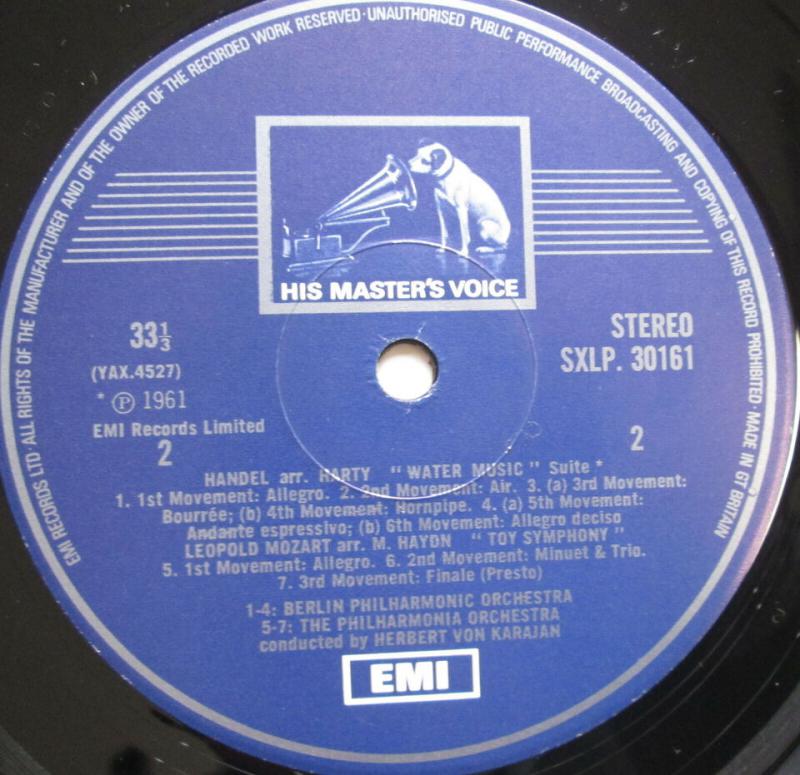 EMI RECORDS LTD · ALL RIGHTS OF THE MANUFACTURER AND OF THE OWNER OF THE RECORDED WORK RESERVED · UNAUTHORISED PUBLIC PERFORMANCE BROADCASTING AND COPYING OF THIS RECORD PROHIBITED · MADE IN GT BRITAIN
HIS MASTER'S VOICE
33⅓
(YAX.4527)
* ℗ 1961
EMI Records Limited
2
STEREO
SXLP. 30161
2
HANDEL arr. HARTY "WATER MUSIC" Suite *
1. 1st Movement: Allegro. 2. 2nd Movement: Air. 3. (a) 3rd Movement:
Bourrée; (b) 4th Movement: Hornpipe. 4. (a) 5th Movement:
Andante espressivo; (b) 6th Movement: Allegro deciso
LEOPOLD MOZART arr. M. HAYDN "TOY SYMPHONY"
5. 1st Movement: Allegro. 6. 2nd Movement: Minuet & Trio.
7. 3rd Movement: Finale (Presto)
1-4: BERLIN PHILHARMONIC ORCHESTRA
5-7: THE PHILHARMONIA ORCHESTRA
conducted by HERBERT VON KARAJAN
EMI